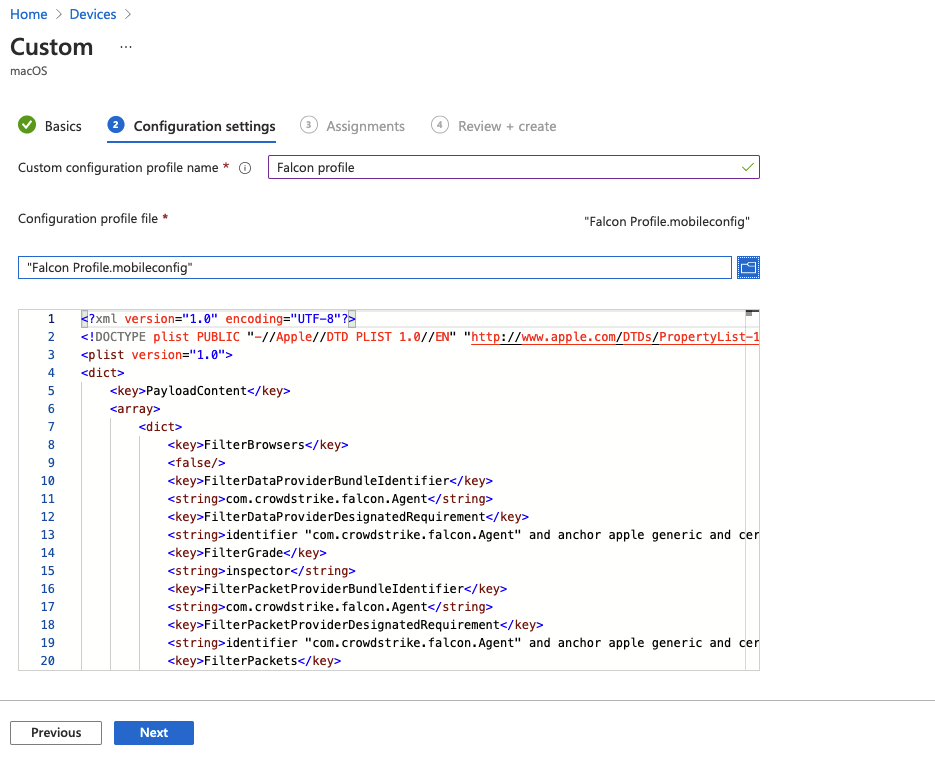 Home > Devices >
Custom ...
macOS
Basics 2 Configuration settings 3 Assignments 4 Review + create
Custom configuration profile name * Falcon profile
Configuration profile file * "Falcon Profile.mobileconfig"
"Falcon Profile.mobileconfig"
1 <?xml version="1.0" encoding="UTF-8"?>
2 <!DOCTYPE plist PUBLIC "-//Apple//DTD PLIST 1.0//EN" "http://www.apple.com/DTDs/PropertyList-1
3 <plist version="1.0">
4 <dict>
5 <key>PayloadContent</key>
6 <array>
7 <dict>
8 <key>FilterBrowsers</key>
9 <false/>
10 <key>FilterDataProviderBundleIdentifier</key>
11 <string>com.crowdstrike.falcon.Agent</string>
12 <key>FilterDataProviderDesignatedRequirement</key>
13 <string>identifier "com.crowdstrike.falcon.Agent" and anchor apple generic and cer
14 <key>FilterGrade</key>
15 <string>inspector</string>
16 <key>FilterPacketProviderBundleIdentifier</key>
17 <string>com.crowdstrike.falcon.Agent</string>
18 <key>FilterPacketProviderDesignatedRequirement</key>
19 <string>identifier "com.crowdstrike.falcon.Agent" and anchor apple generic and cer
20 <key>FilterPackets</key>
Previous Next